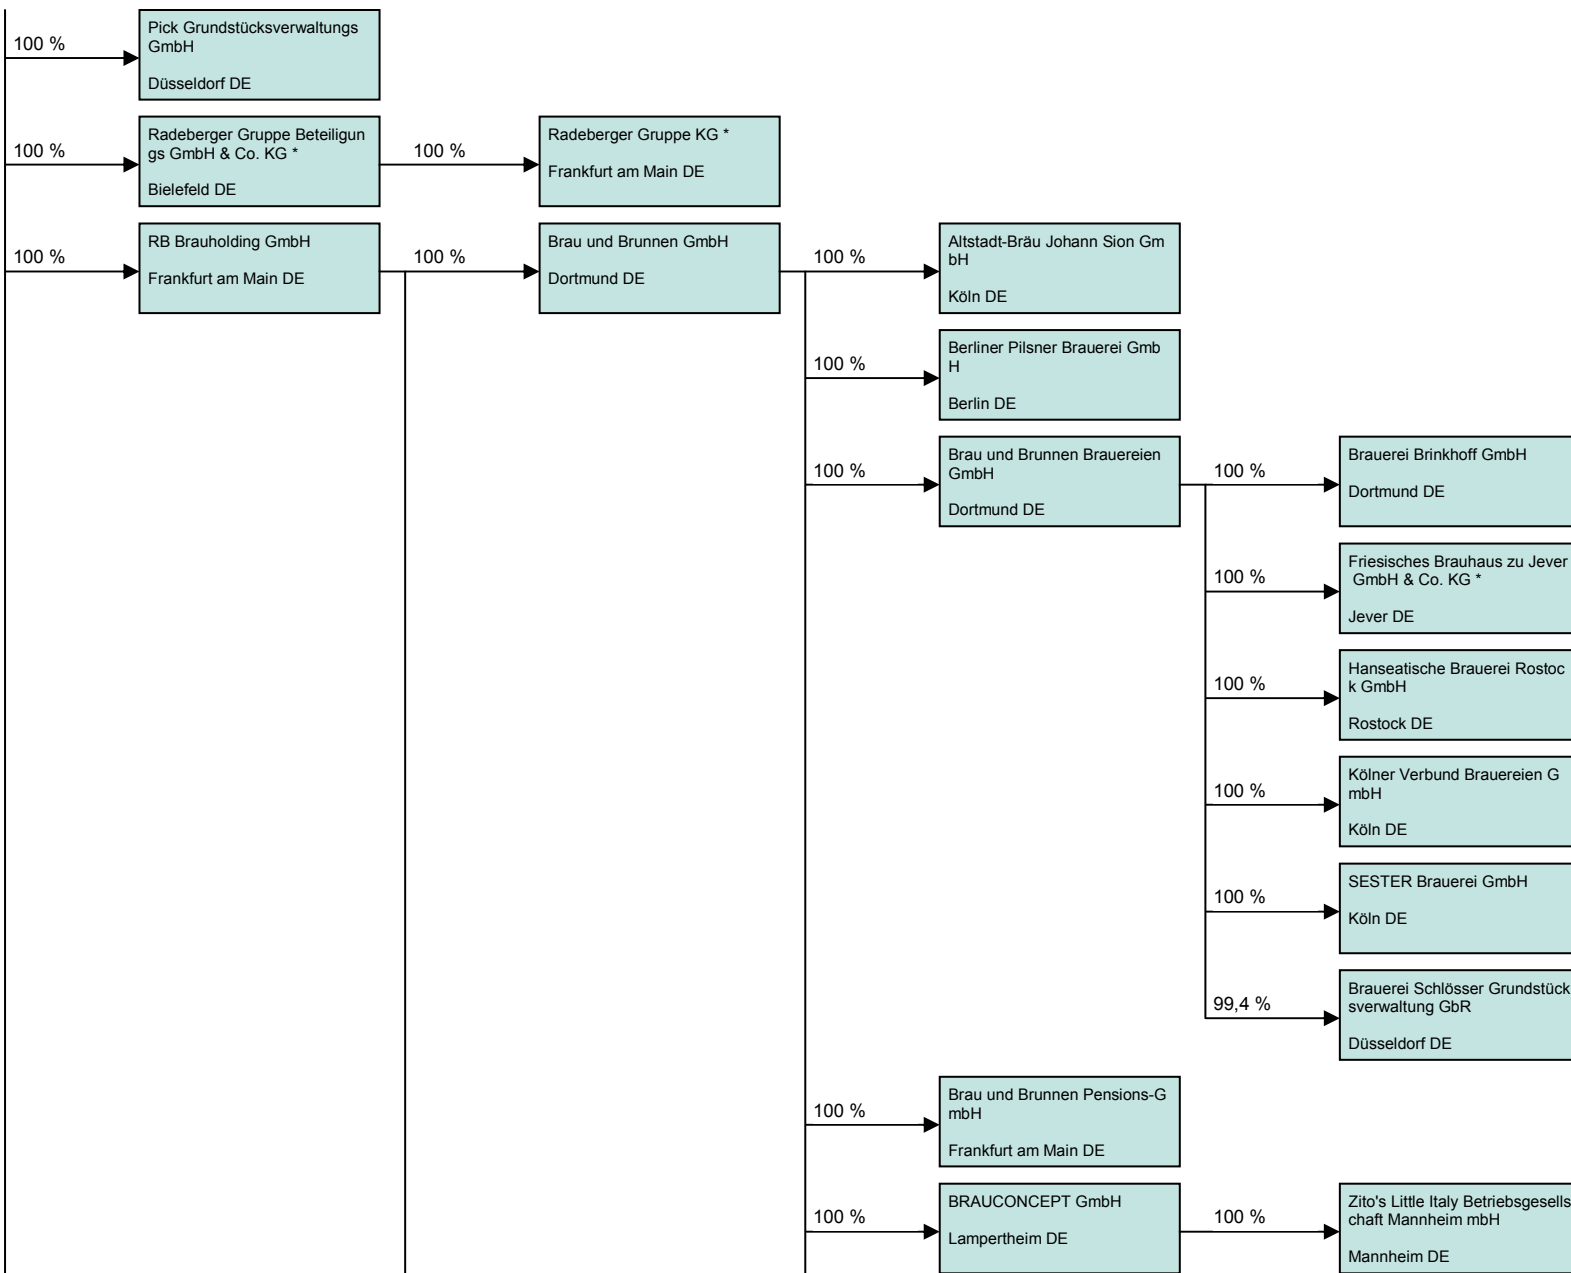 100 %
Pick Grundstücksverwaltungs
GmbH
Düsseldorf DE
100 %
Radeberger Gruppe Beteiligun
gs GmbH & Co. KG *
Bielefeld DE
100 %
Radeberger Gruppe KG *
Frankfurt am Main DE
100 %
RB Brauholding GmbH
Frankfurt am Main DE
100 %
Brau und Brunnen GmbH
Dortmund DE
100 %
Altstadt-Bräu Johann Sion Gm
bH
Köln DE
100 %
Berliner Pilsner Brauerei Gmb
H
Berlin DE
100 %
Brau und Brunnen Brauereien
GmbH
Dortmund DE
100 %
Brauerei Brinkhoff GmbH
Dortmund DE
100 %
Friesisches Brauhaus zu Jever
GmbH & Co. KG *
Jever DE
100 %
Hanseatische Brauerei Rostoc
k GmbH
Rostock DE
100 %
Kölner Verbund Brauereien G
mbH
Köln DE
100 %
SESTER Brauerei GmbH
Köln DE
99,4 %
Brauerei Schlösser Grundstück
sverwaltung GbR
Düsseldorf DE
100 %
Brau und Brunnen Pensions-G
mbH
Frankfurt am Main DE
100 %
BRAUCONCEPT GmbH
Lampertheim DE
100 %
Zito's Little Italy Betriebsgesells
chaft Mannheim mbH
Mannheim DE